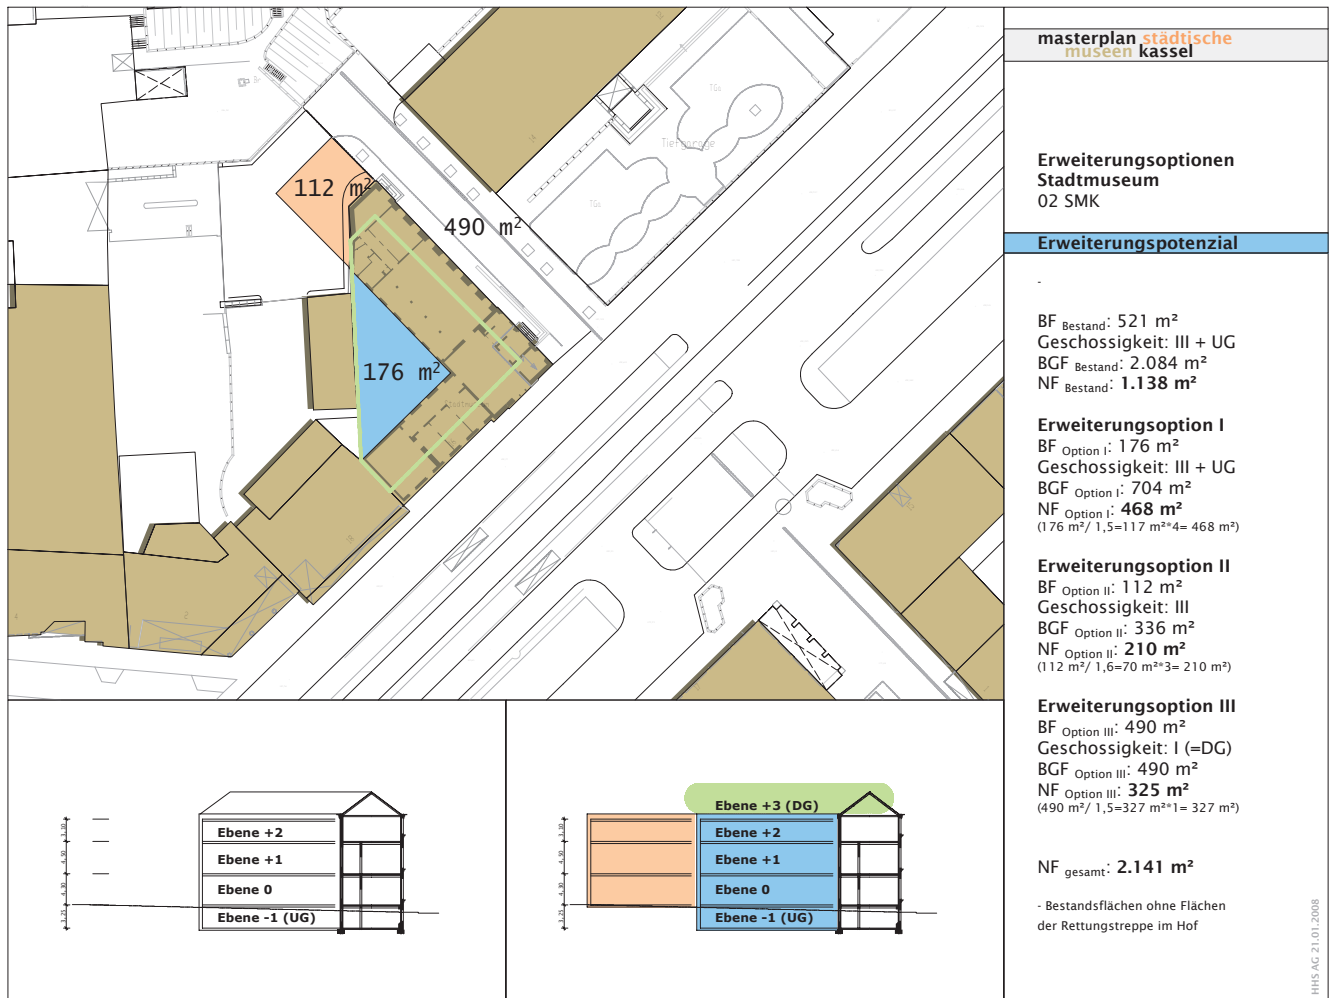 masterplan städtische
museen kassel
Erweiterungsoptionen
Stadtmuseum
02 SMK
Erweiterungspotenzial
-
BF Bestand: 521 m²
Geschossigkeit: III + UG
BGF Bestand: 2.084 m²
NF Bestand: 1.138 m²
Erweiterungsoption I
BF Option I: 176 m²
Geschossigkeit: III + UG
BGF Option I: 704 m²
NF Option I: 468 m²
(176 m²/ 1,5=117 m²*4= 468 m²)
Erweiterungsoption II
BF Option II: 112 m²
Geschossigkeit: III
BGF Option II: 336 m²
NF Option II: 210 m²
(112 m²/ 1,6=70 m²*3= 210 m²)
Erweiterungsoption III
BF Option III: 490 m²
Geschossigkeit: I (=DG)
BGF Option III: 490 m²
NF Option III: 325 m²
(490 m²/ 1,5=327 m²*1= 327 m²)
NF gesamt: 2.141 m²
- Bestandsflächen ohne Flächen
der Rettungstreppe im Hof
HHS AG 21.01.2008
112 m²
490 m²
176 m²
Tiefgarage
TGa
TGa
Br
Ebene +2
Ebene +1
Ebene 0
Ebene -1 (UG)
Ebene +3 (DG)
Ebene +2
Ebene +1
Ebene 0
Ebene -1 (UG)